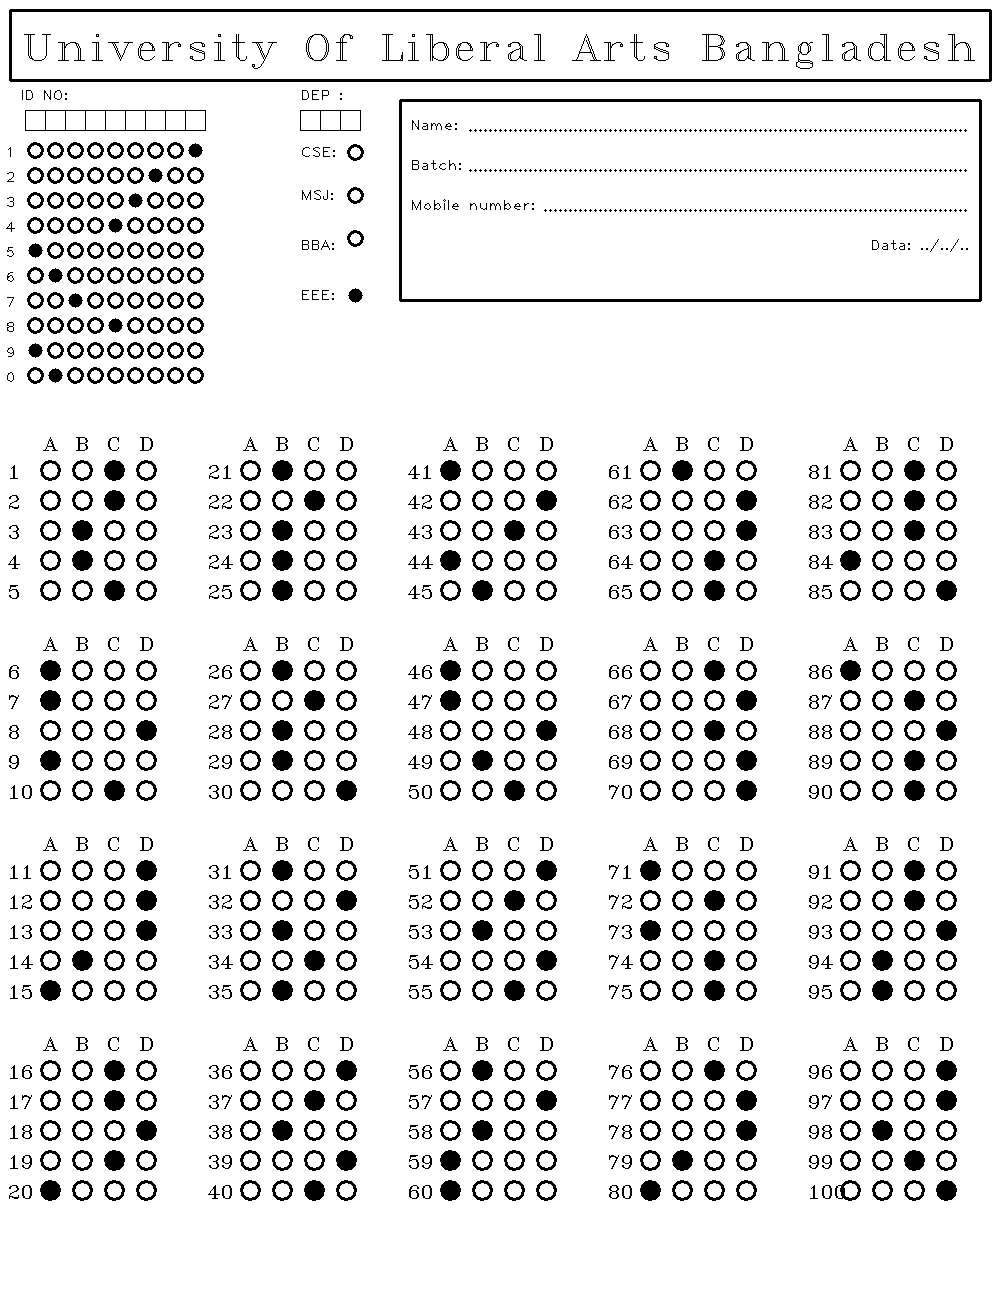 University Of Liberal Arts Bangladesh
ID NO:
DEP :
Name: ........................................
Batch: ........................................
Mobile number: ........................................
Data: ../../..
CSE:
MSJ:
BBA:
EEE:
1
2
3
4
5
6
7
8
9
0
A B C D A B C D A B C D A B C D A B C D
1 21 41 61 81
2 22 42 62 82
3 23 43 63 83
4 24 44 64 84
5 25 45 65 85
A B C D A B C D A B C D A B C D A B C D
6 26 46 66 86
7 27 47 67 87
8 28 48 68 88
9 29 49 69 89
10 30 50 70 90
A B C D A B C D A B C D A B C D A B C D
11 31 51 71 91
12 32 52 72 92
13 33 53 73 93
14 34 54 74 94
15 35 55 75 95
A B C D A B C D A B C D A B C D A B C D
16 36 56 76 96
17 37 57 77 97
18 38 58 78 98
19 39 59 79 99
20 40 60 80 100